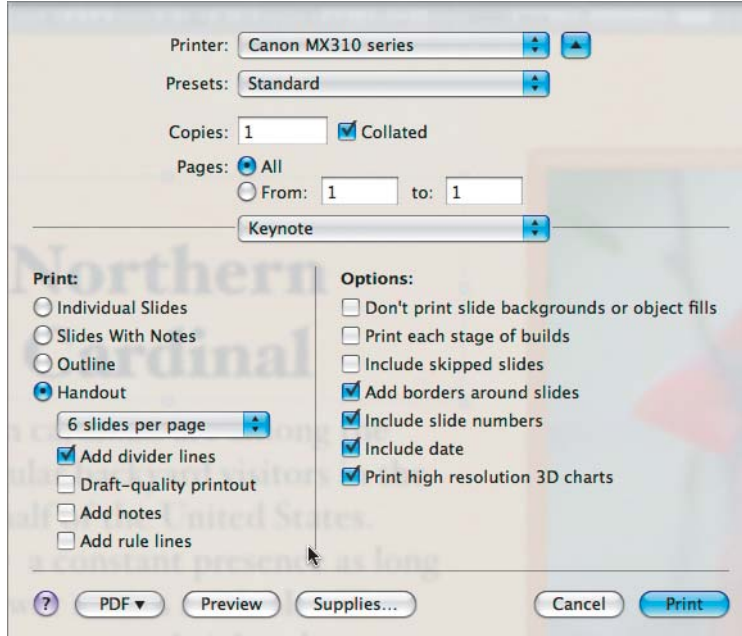 Printer: Canon MX310 series
Presets: Standard
Copies: 1 Collated
Pages: All
From: 1 to: 1
Keynote
Print:
Individual Slides
Slides With Notes
Outline
Handout
6 slides per page
Add divider lines
Draft-quality printout
Add notes
Add rule lines
Options:
Don't print slide backgrounds or object fills
Print each stage of builds
Include skipped slides
Add borders around slides
Include slide numbers
Include date
Print high resolution 3D charts
Northern
Cardinal
backyard visitors
half of the United States.
a constant presence as long
? PDF Preview Supplies... Cancel Print